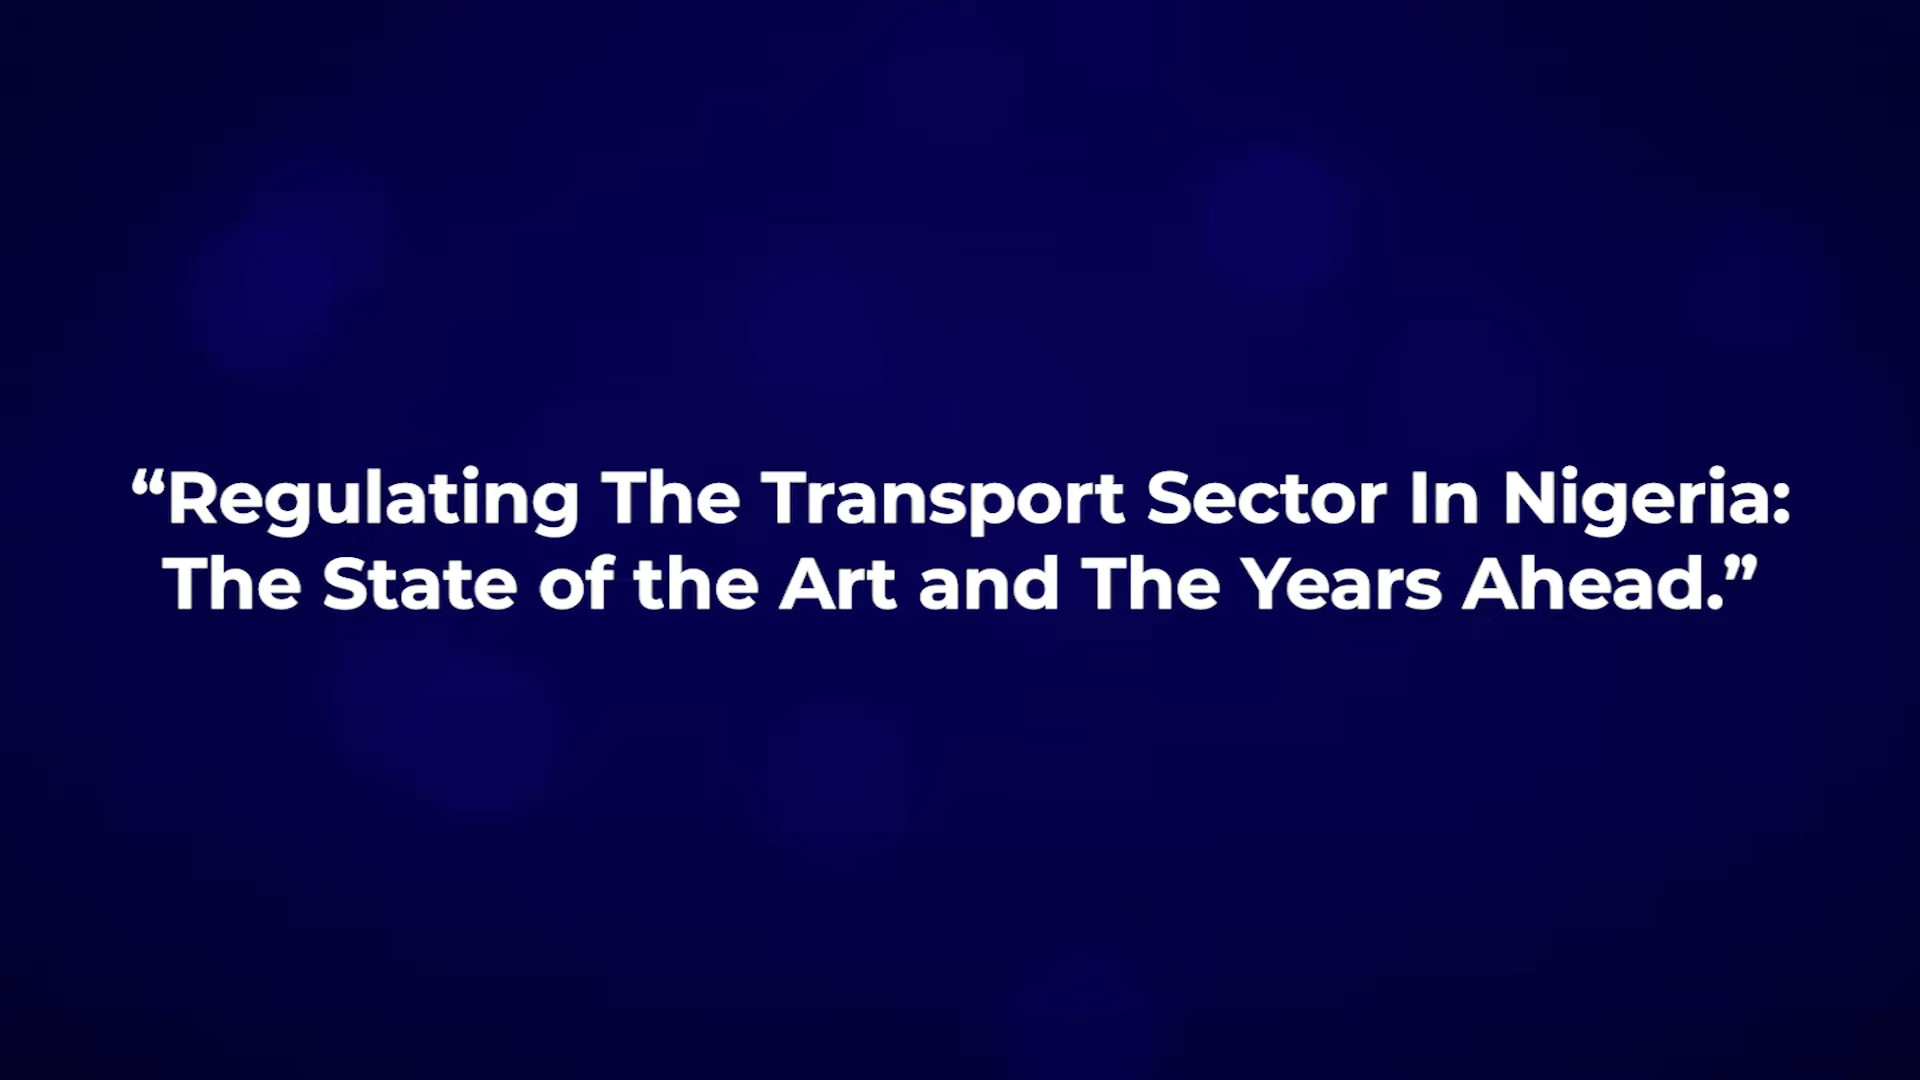 “Regulating The Transport Sector In Nigeria:
The State of the Art and The Years Ahead.”